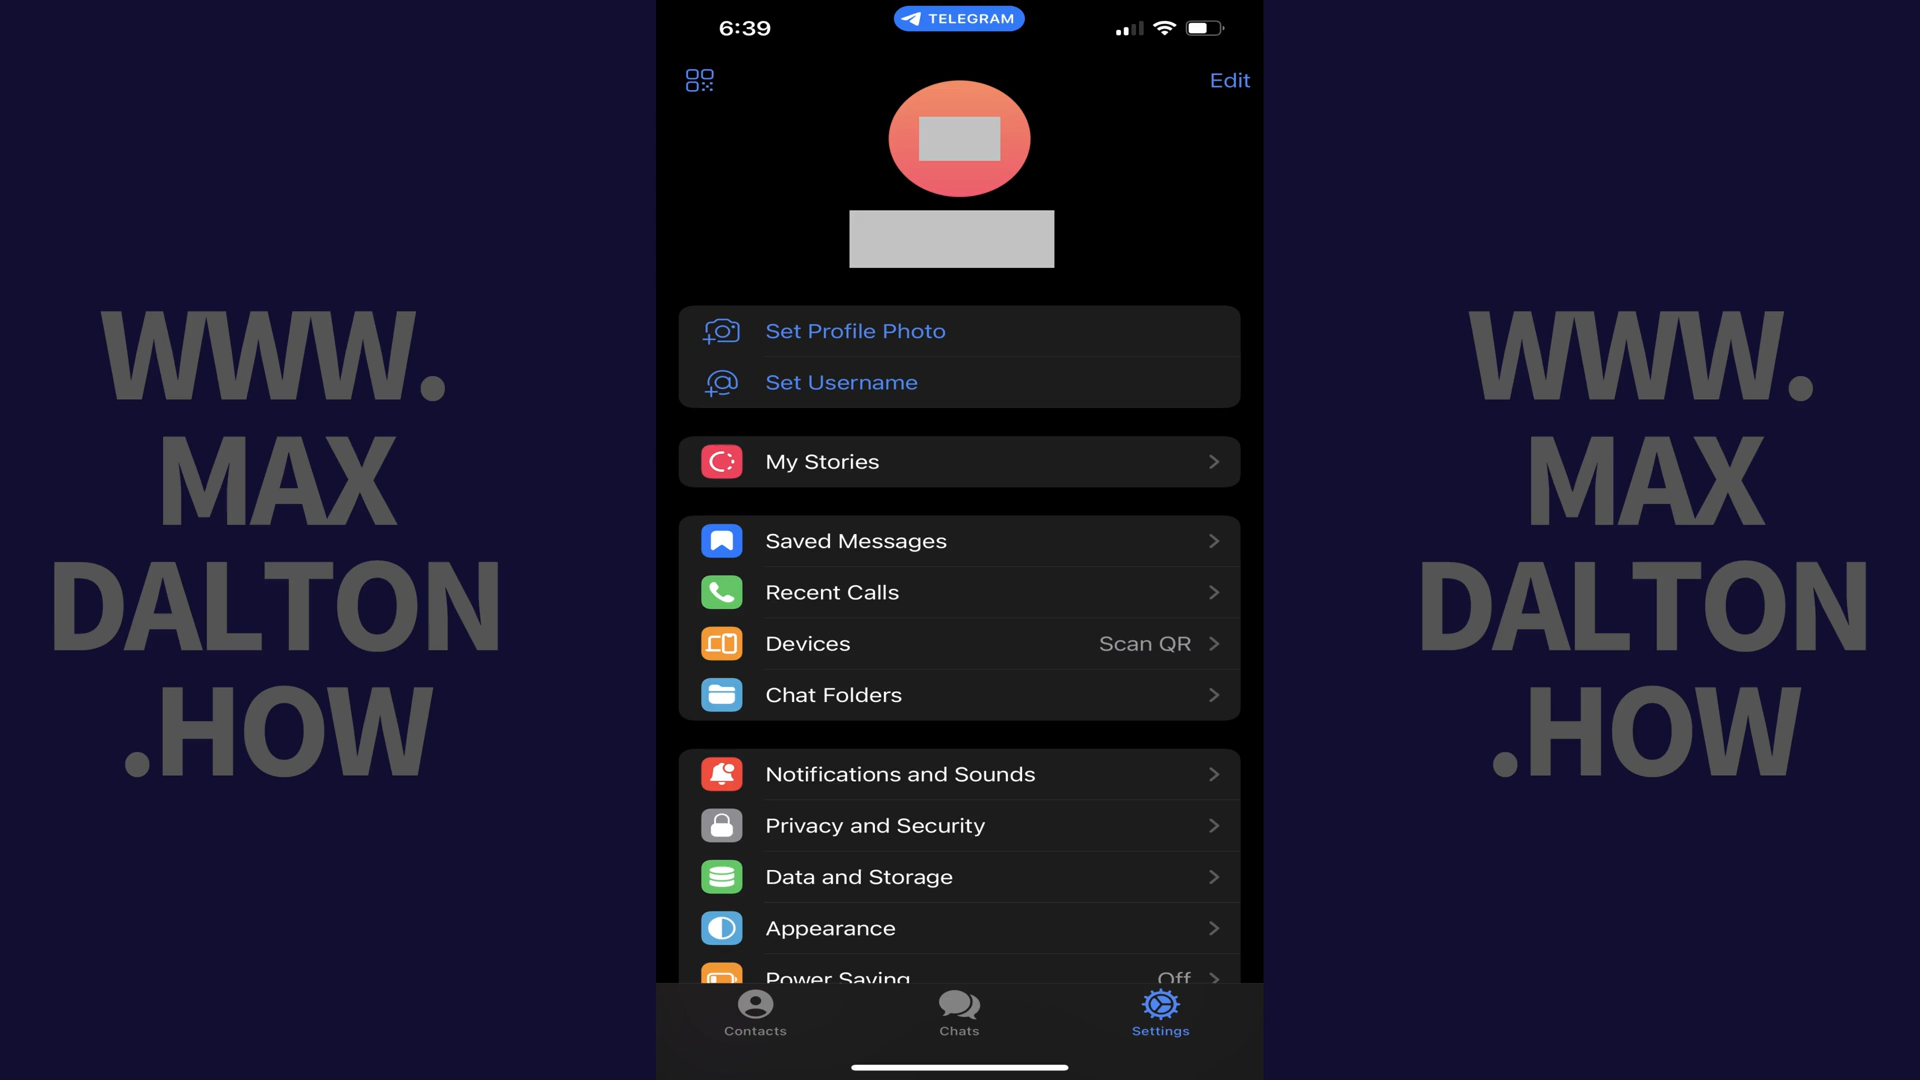 6:39
TELEGRAM
Edit
Set Profile Photo
Set Username
My Stories
Saved Messages
Recent Calls
Devices
Scan QR
Chat Folders
Notifications and Sounds
Privacy and Security
Data and Storage
Appearance
Power Saving
Off
Contacts
Chats
Settings
WWW.
MAX
DALTON
.HOW
WWW.
MAX
DALTON
.HOW